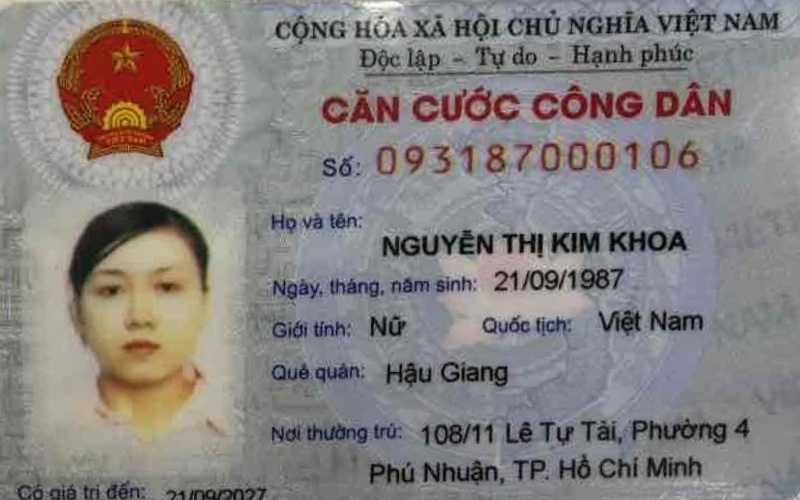 CỘNG HÒA XÃ HỘI CHỦ NGHĨA VIỆT NAM
Độc lập - Tự do - Hạnh phúc
CĂN CƯỚC CÔNG DÂN
Số: 093187000106
Họ và tên:
NGUYỄN THỊ KIM KHOA
Ngày, tháng, năm sinh: 21/09/1987
Giới tính: Nữ Quốc tịch: Việt Nam
Quê quán: Hậu Giang
Nơi thường trú: 108/11 Lê Tự Tài, Phường 4
Phú Nhuận, TP. Hồ Chí Minh
Có giá trị đến: 21/09/2027